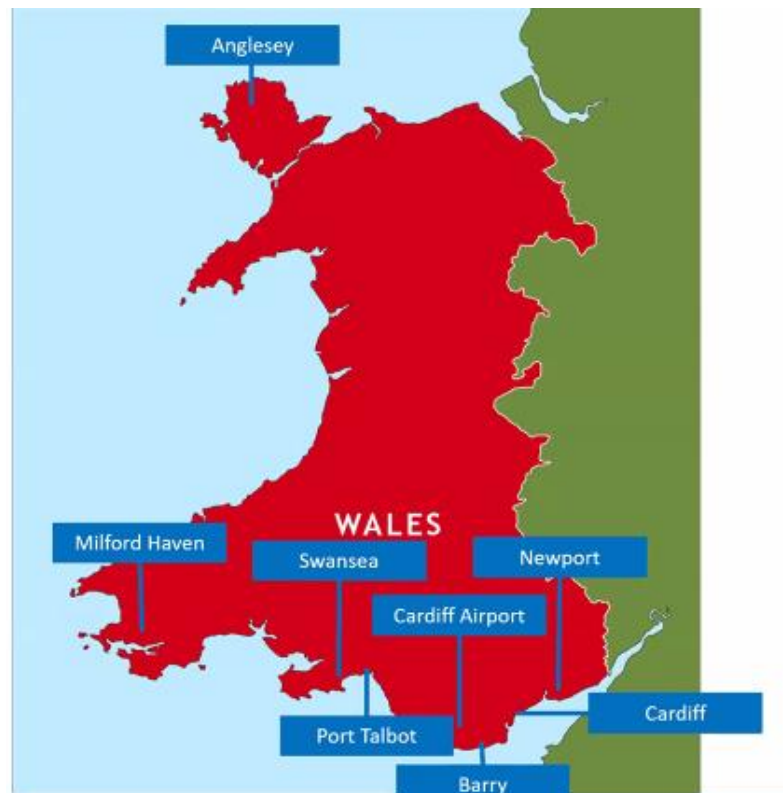 Anglesey
WALES
Milford Haven
Swansea
Newport
Cardiff Airport
Cardiff
Port Talbot
Barry